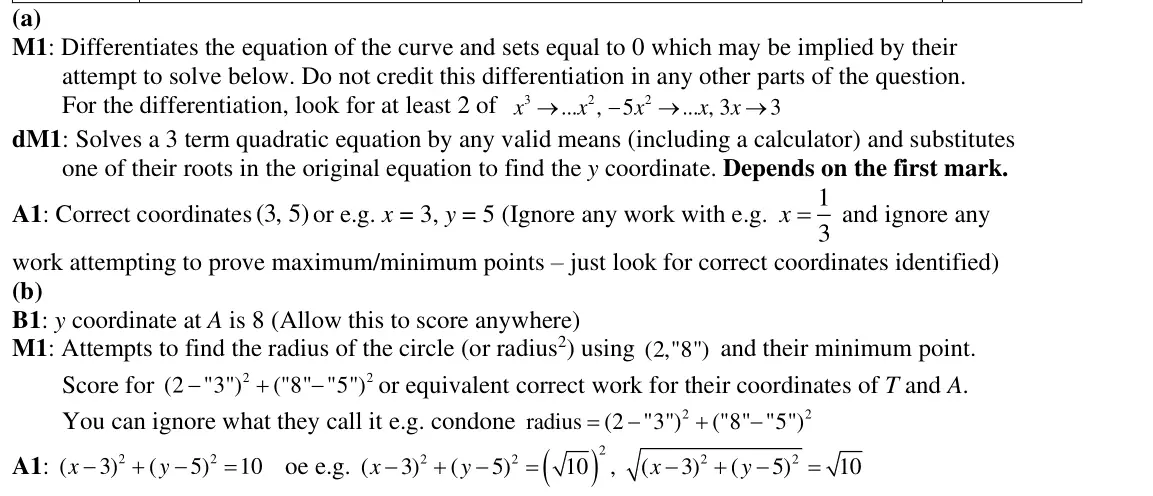 (a)
M1: Differentiates the equation of the curve and sets equal to 0 which may be implied by their
attempt to solve below. Do not credit this differentiation in any other parts of the question.
For the differentiation, look for at least 2 of x³ →...x², −5x² →...x, 3x → 3
dM1: Solves a 3 term quadratic equation by any valid means (including a calculator) and substitutes
one of their roots in the original equation to find the y coordinate. Depends on the first mark.
A1: Correct coordinates (3, 5) or e.g. x = 3, y = 5 (Ignore any work with e.g. x = 1/3 and ignore any
work attempting to prove maximum/minimum points – just look for correct coordinates identified)
(b)
B1: y coordinate at A is 8 (Allow this to score anywhere)
M1: Attempts to find the radius of the circle (or radius²) using (2,"8") and their minimum point.
Score for (2−"3")² + ("8"−"5")² or equivalent correct work for their coordinates of T and A.
You can ignore what they call it e.g. condone radius = (2−"3")² + ("8"−"5")²
A1: (x−3)² + (y−5)² = 10 oe e.g. (x−3)² + (y−5)² = (√10)², √((x−3)² + (y−5)²) = √10